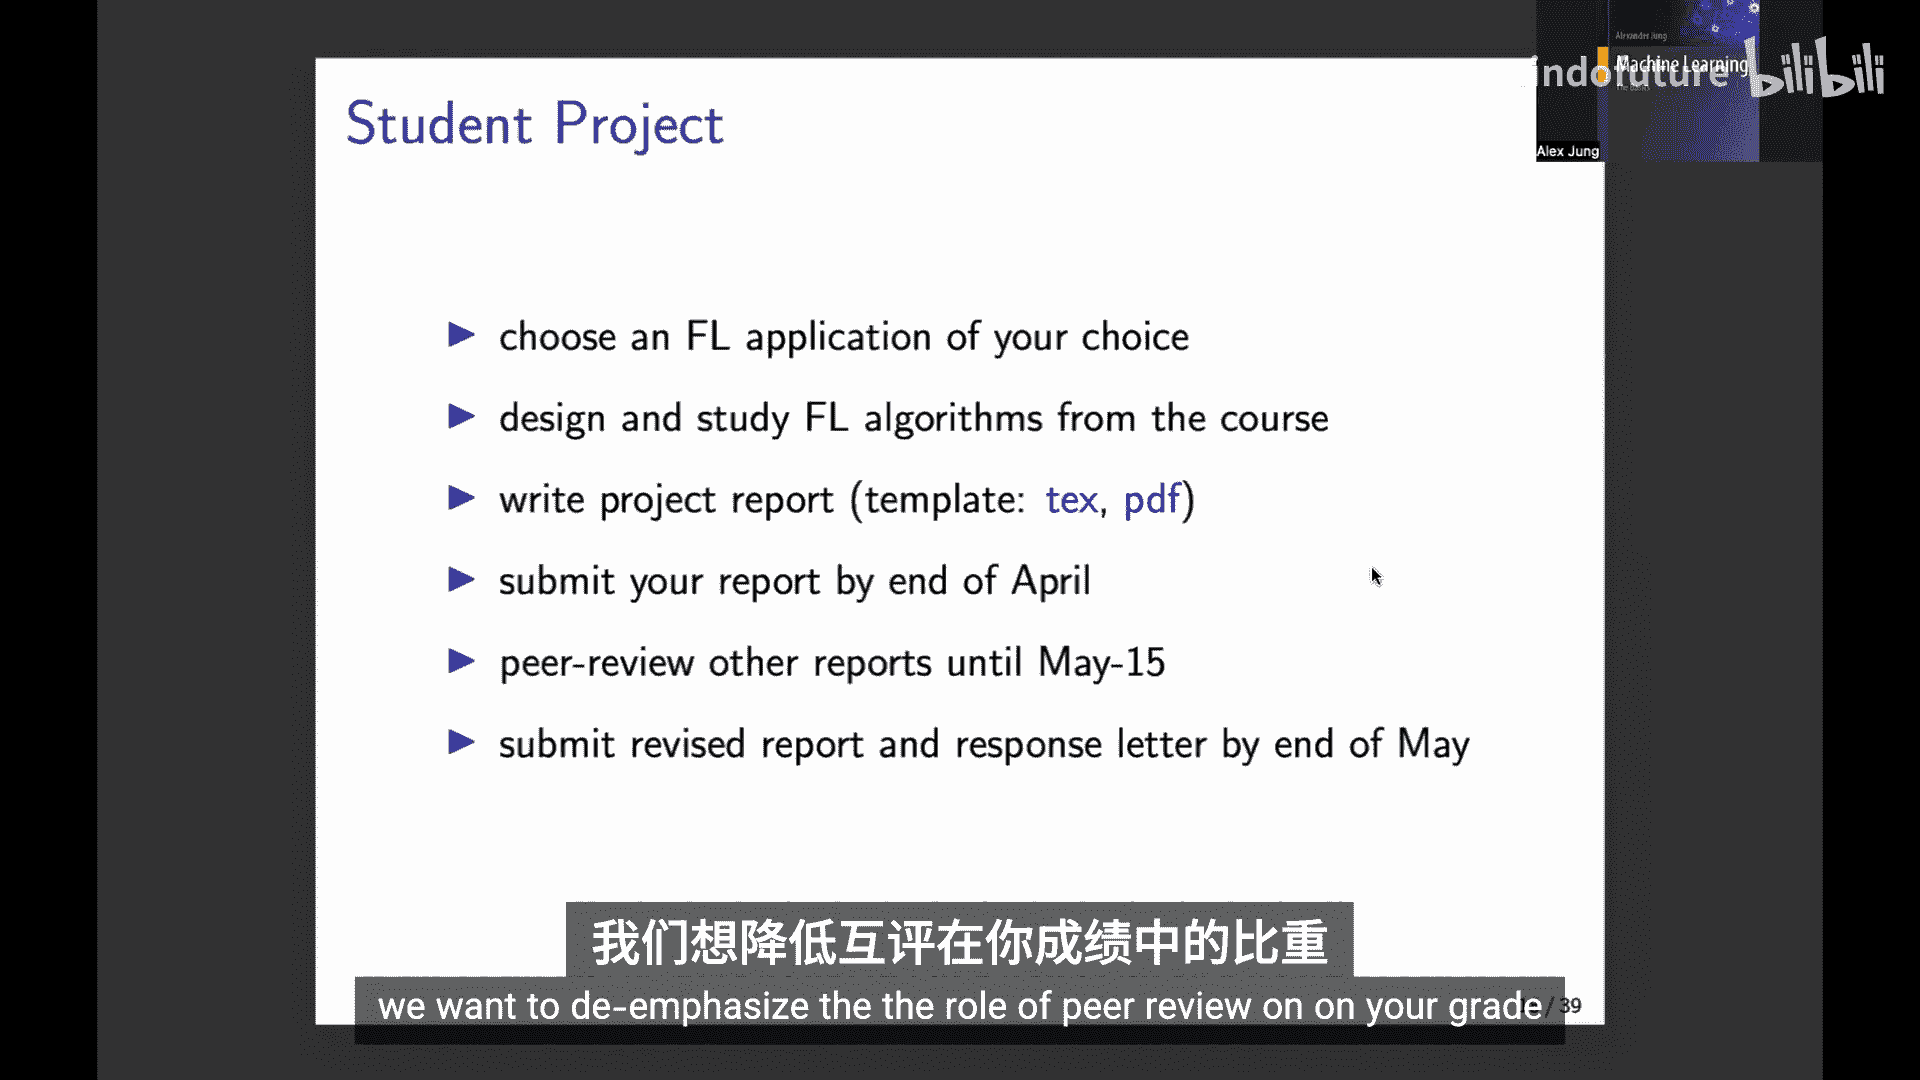 Student Project
▶ choose an FL application of your choice
▶ design and study FL algorithms from the course
▶ write project report (template: tex, pdf)
▶ submit your report by end of April
▶ peer-review other reports until May-15
▶ submit revised report and response letter by end of May
/ 39
Alexander Jung
Machine Learning
indofuture bilibili
Alex Jung
我们想降低互评在你成绩中的比重
we want to de-emphasize the the role of peer review on on your grade